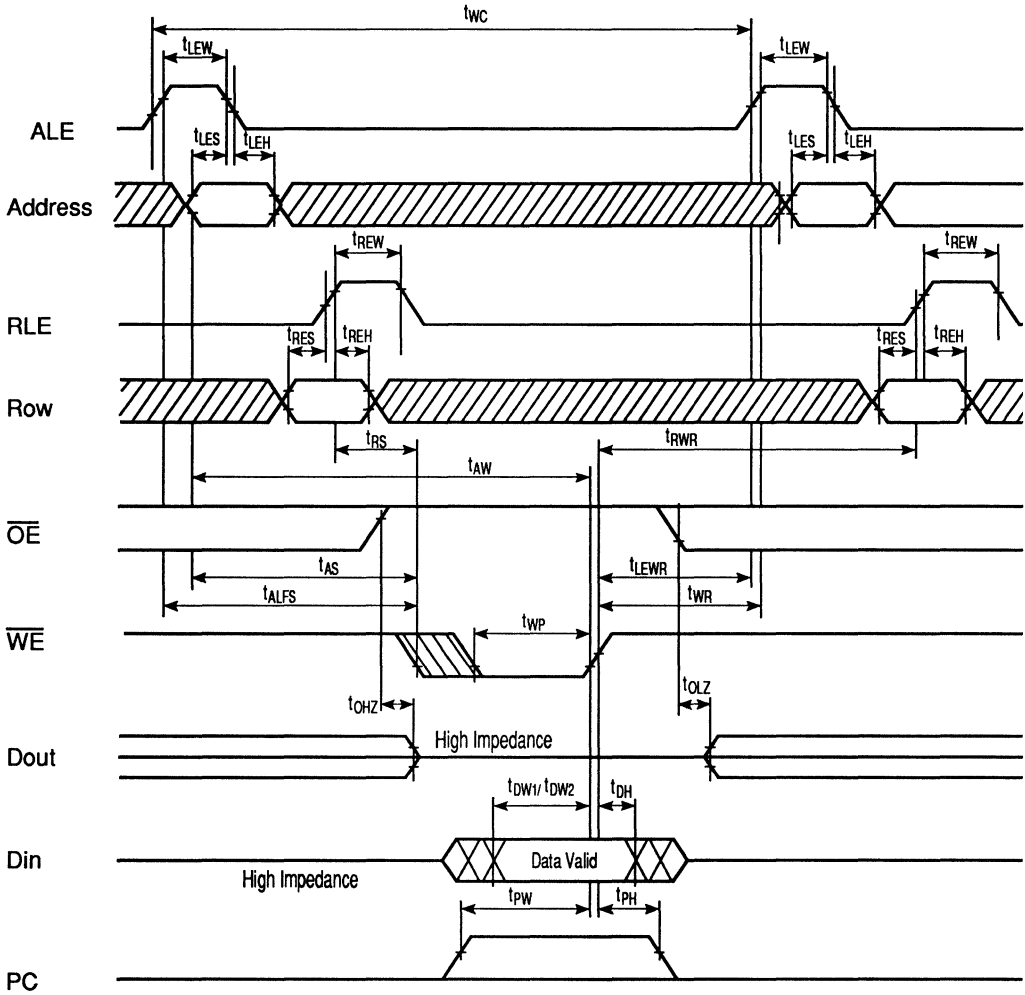 tWC
tLEW tLEW
ALE
tLES tLEH tLES tLEH
Address
tREW tREW
RLE
tRES tREH tRES tREH
Row
tRS tRWR
tAW
OE
tAS tLEWR
tALFS tWR
WE
tWP
tOHZ tOLZ
High Impedance
Dout
tDW1/ tDW2 tDH
Din
Data Valid
High Impedance
tPW tPH
PC